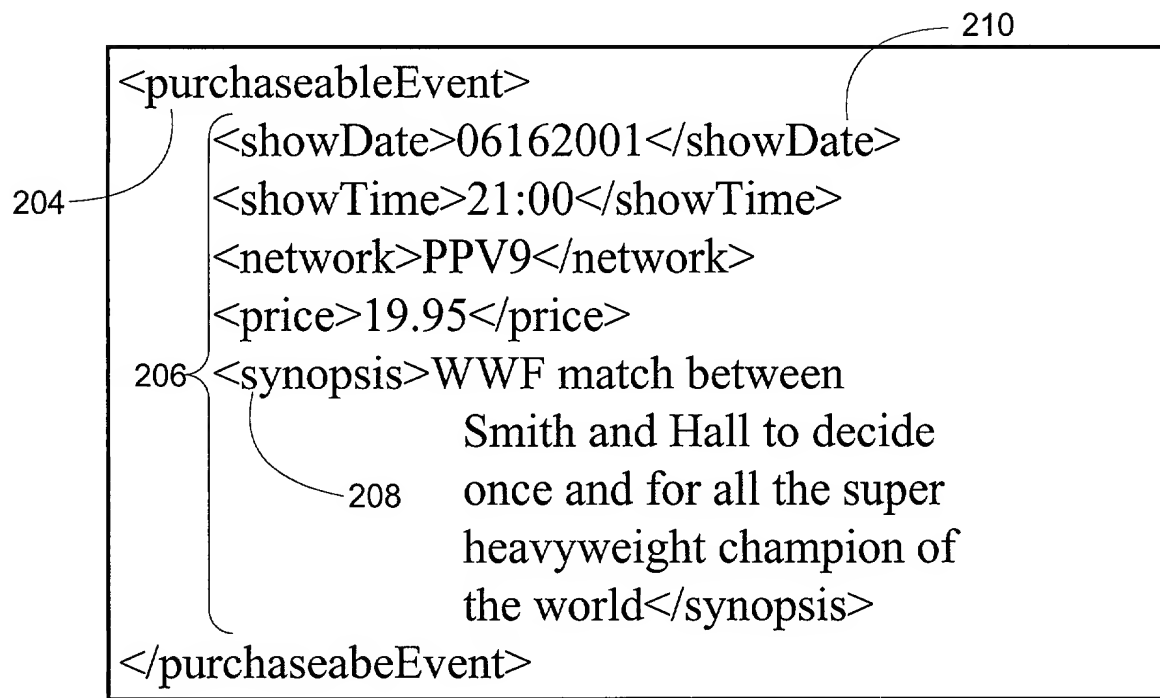 210
<purchaseableEvent>
<showDate>06162001</showDate>
204
<showTime>21:00</showTime>
<network>PPV9</network>
<price>19.95</price>
206 <synopsis>WWF match between
Smith and Hall to decide
208 once and for all the super
heavyweight champion of
the world</synopsis>
</purchaseabeEvent>